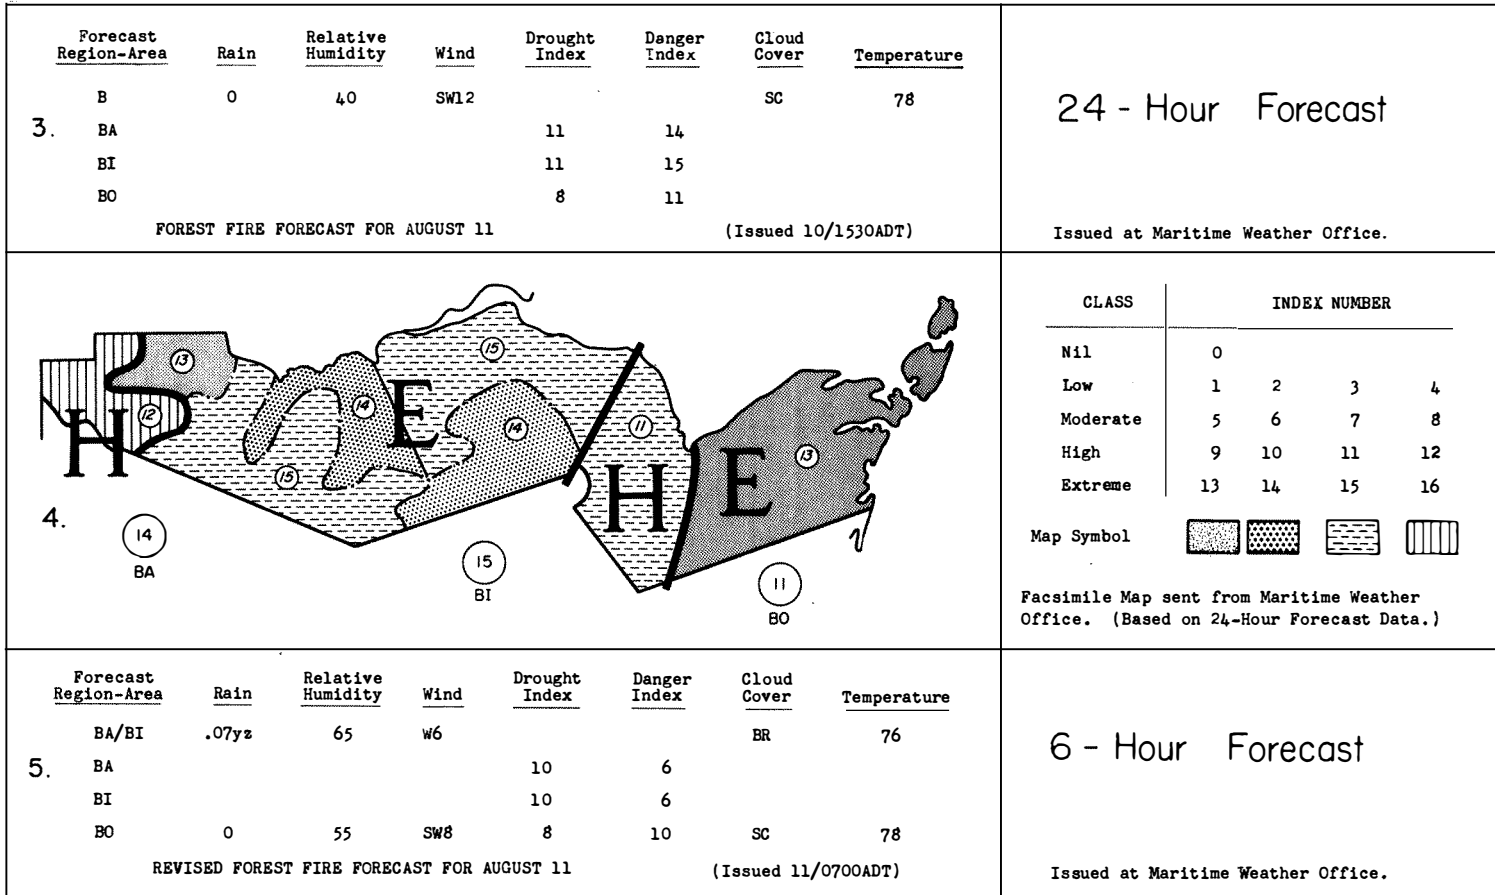 Forecast Region-Area Rain Relative Humidity Wind Drought Index Danger Index Cloud Cover Temperature
B 0 40 SW12 SC 78
3. BA 11 14
BI 11 15
BO 8 11
FOREST FIRE FORECAST FOR AUGUST 11 (Issued 10/1530ADT)
24 - Hour Forecast
Issued at Maritime Weather Office.
4.
H
E
H
E
13
12
15
14
15
14
11
13
14
BA
15
BI
11
BO
CLASS INDEX NUMBER
Nil 0
Low 1 2 3 4
Moderate 5 6 7 8
High 9 10 11 12
Extreme 13 14 15 16
Map Symbol
Facsimile Map sent from Maritime Weather
Office. (Based on 24-Hour Forecast Data.)
Forecast Region-Area Rain Relative Humidity Wind Drought Index Danger Index Cloud Cover Temperature
BA/BI .07yz 65 W6 BR 76
5. BA 10 6
BI 10 6
BO 0 55 SW8 8 10 SC 78
REVISED FOREST FIRE FORECAST FOR AUGUST 11 (Issued 11/0700ADT)
6 - Hour Forecast
Issued at Maritime Weather Office.